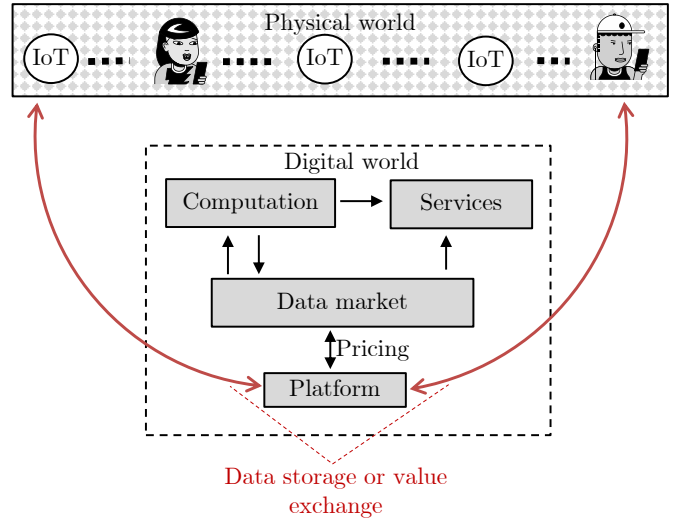 Physical world
IoT
IoT
IoT
Digital world
Computation
Services
Data market
Pricing
Platform
Data storage or value
exchange